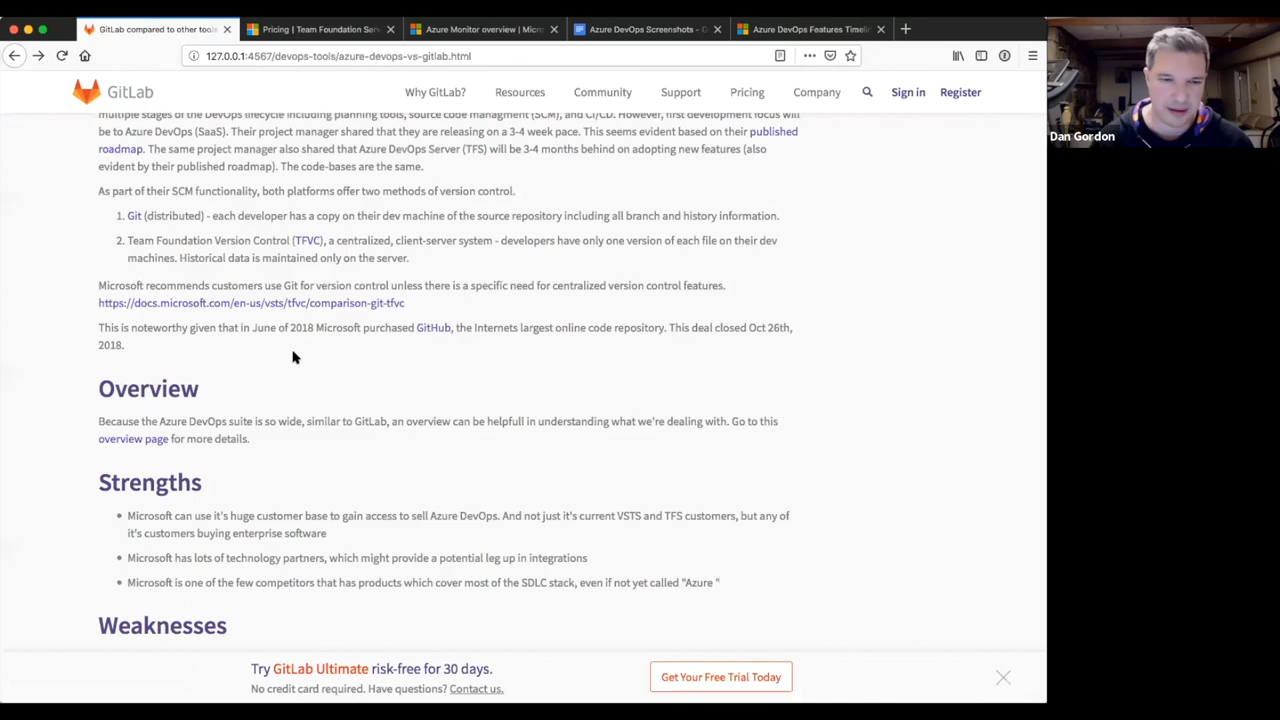 GitLab compared to other tools
Pricing | Team Foundation Serv
Azure Monitor overview | Micro
Azure DevOps Screenshots - G
Azure DevOps Features Timelin
127.0.0.1:4567/devops-tools/azure-devops-vs-gitlab.html
GitLab
Why GitLab?
Resources
Community
Support
Pricing
Company
Sign in
Register
Dan Gordon
multiple stages of the DevOps lifecycle including planning tools, source code managment (SCM), and CI/CD. However, first development focus will
be to Azure DevOps (SaaS). Their project manager shared that they are releasing on a 3-4 week pace. This seems evident based on their published
roadmap. The same project manager also shared that Azure DevOps Server (TFS) will be 3-4 months behind on adopting new features (also
evident by their published roadmap). The code-bases are the same.
As part of their SCM functionality, both platforms offer two methods of version control.
1. Git (distributed) - each developer has a copy on their dev machine of the source repository including all branch and history information.
2. Team Foundation Version Control (TFVC), a centralized, client-server system - developers have only one version of each file on their dev
machines. Historical data is maintained only on the server.
Microsoft recommends customers use Git for version control unless there is a specific need for centralized version control features.
https://docs.microsoft.com/en-us/vsts/tfvc/comparison-git-tfvc
This is noteworthy given that in June of 2018 Microsoft purchased GitHub, the Internets largest online code repository. This deal closed Oct 26th,
2018.
Overview
Because the Azure DevOps suite is so wide, similar to GitLab, an overview can be helpfull in understanding what we're dealing with. Go to this
overview page for more details.
Strengths
Microsoft can use it's huge customer base to gain access to sell Azure DevOps. And not just it's current VSTS and TFS customers, but any of
it's customers buying enterprise software
Microsoft has lots of technology partners, which might provide a potential leg up in integrations
Microsoft is one of the few competitors that has products which cover most of the SDLC stack, even if not yet called "Azure "
Weaknesses
Try GitLab Ultimate risk-free for 30 days.
No credit card required. Have questions? Contact us.
Get Your Free Trial Today